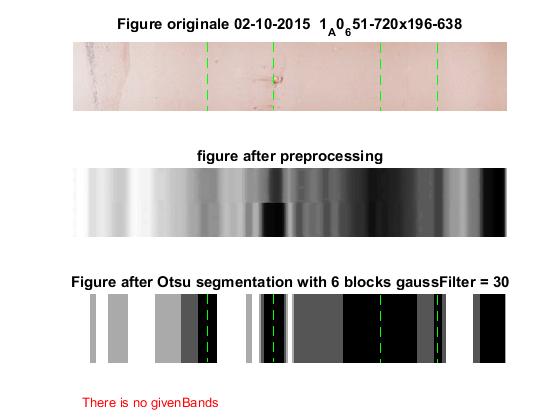 Figure originale 02-10-2015 1A0651-720x196-638
figure after preprocessing
Figure after Otsu segmentation with 6 blocks gaussFilter = 30
There is no givenBands